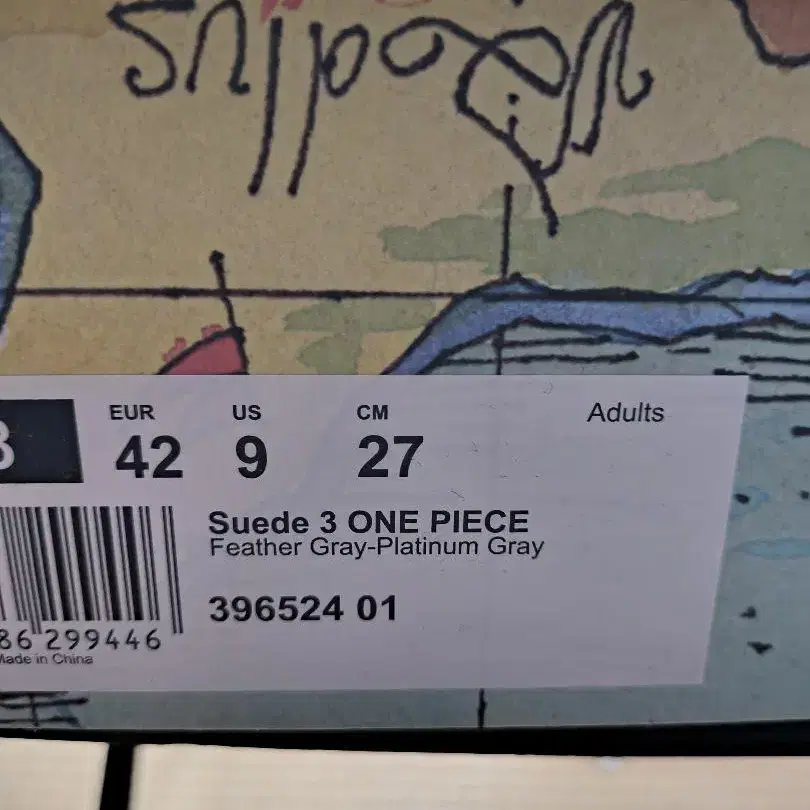 EUR US CM Adults
42 9 27
Suede 3 ONE PIECE
Feather Gray-Platinum Gray
396524 01
86 299446
Made in China